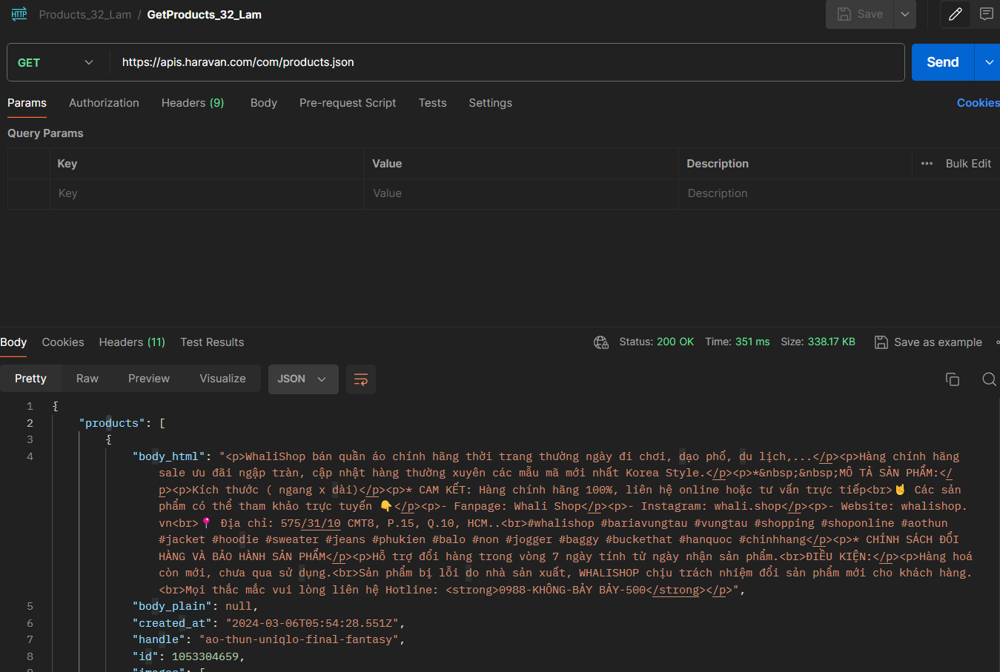 HTTP Products_32_Lam / GetProducts_32_Lam
Save
GET https://apis.haravan.com/com/products.json Send
Params Authorization Headers (9) Body Pre-request Script Tests Settings Cookies
Query Params
Key Value Description ••• Bulk Edit
Key Value Description
Body Cookies Headers (11) Test Results Status: 200 OK Time: 351 ms Size: 338.17 KB Save as example
Pretty Raw Preview Visualize JSON
1 {
2 "products": [
3 {
4 "body_html": "<p>WhaliShop bán quần áo chính hãng thời trang thường ngày đi chơi, dạo phố, du lịch,...</p><p>Hàng chính hãng
sale ưu đãi ngập tràn, cập nhật hàng thường xuyên các mẫu mã mới nhất Korea Style.</p><p>*&nbsp;&nbsp;MÔ TẢ SẢN PHẨM:</
p><p>Kích thước ( ngang x dài)</p><p>* CAM KẾT: Hàng chính hãng 100%, liên hệ online hoặc tư vấn trực tiếp<br>🤘 Các sản
phẩm có thể tham khảo trực tuyến 👇</p><p>- Fanpage: Whali Shop</p><p>- Instagram: whali.shop</p><p>- Website: whalishop.
vn<br>📍 Địa chỉ: 575/31/10 CMT8, P.15, Q.10, HCM..<br>#whalishop #bariavungtau #vungtau #shopping #shoponline #aothun
#jacket #hoodie #sweater #jeans #phukien #balo #non #jogger #baggy #buckethat #hanquoc #chinhhang</p><p>* CHÍNH SÁCH ĐỔI
HÀNG VÀ BẢO HÀNH SẢN PHẨM</p><p>Hỗ trợ đổi hàng trong vòng 7 ngày tính từ ngày nhận sản phẩm.<br>ĐIỀU KIỆN:</p><p>Hàng hoá
còn mới, chưa qua sử dụng.<br>Sản phẩm bị lỗi do nhà sản xuất, WHALISHOP chịu trách nhiệm đổi sản phẩm mới cho khách hàng.
<br>Mọi thắc mắc vui lòng liên hệ Hotline: <strong>0988-KHÔNG-BẢY BẢY-500</strong></p>",
5 "body_plain": null,
6 "created_at": "2024-03-06T05:54:28.551Z",
7 "handle": "ao-thun-uniqlo-final-fantasy",
8 "id": 1053304659,
9 "images": [